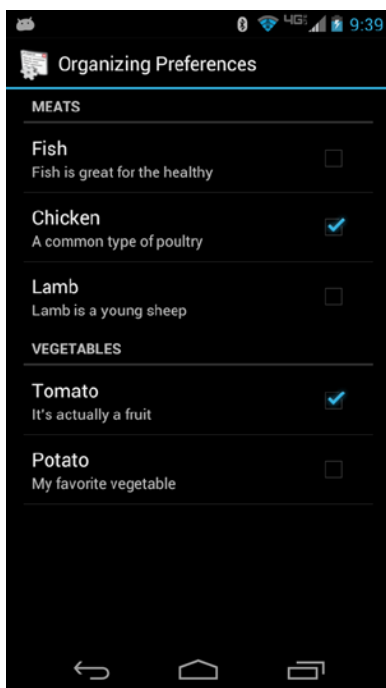 4G 9:39
Organizing Preferences
MEATS
Fish
Fish is great for the healthy
Chicken
A common type of poultry
Lamb
Lamb is a young sheep
VEGETABLES
Tomato
It's actually a fruit
Potato
My favorite vegetable